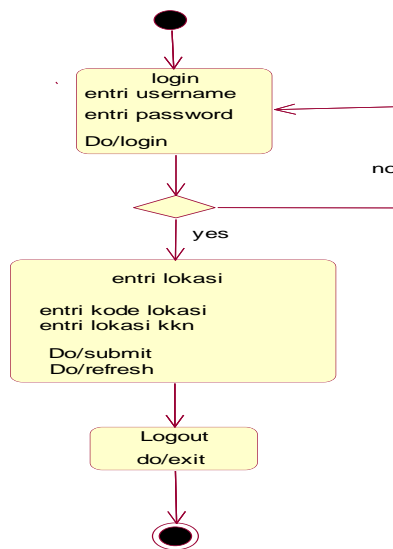 login
entri username
entri password
Do/login
no
yes
entri lokasi
entri kode lokasi
entri lokasi kkn
Do/submit
Do/refresh
Logout
do/exit